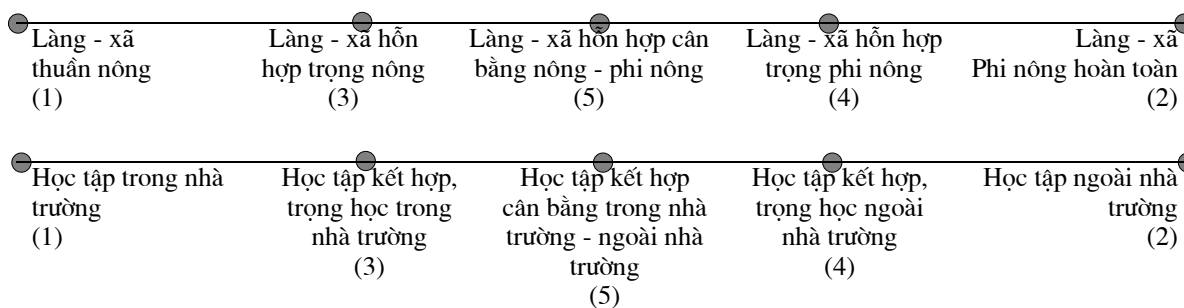 Làng - xã
thuần nông
(1)
Làng - xã hỗn
hợp trọng nông
(3)
Làng - xã hỗn hợp cân
bằng nông - phi nông
(5)
Làng - xã hỗn hợp
trọng phi nông
(4)
Làng - xã
Phi nông hoàn toàn
(2)
Học tập trong nhà
trường
(1)
Học tập kết hợp,
trọng học trong
nhà trường
(3)
Học tập kết hợp
cân bằng trong nhà
trường - ngoài nhà
trường
(5)
Học tập kết hợp,
trọng học ngoài
nhà trường
(4)
Học tập ngoài nhà
trường
(2)